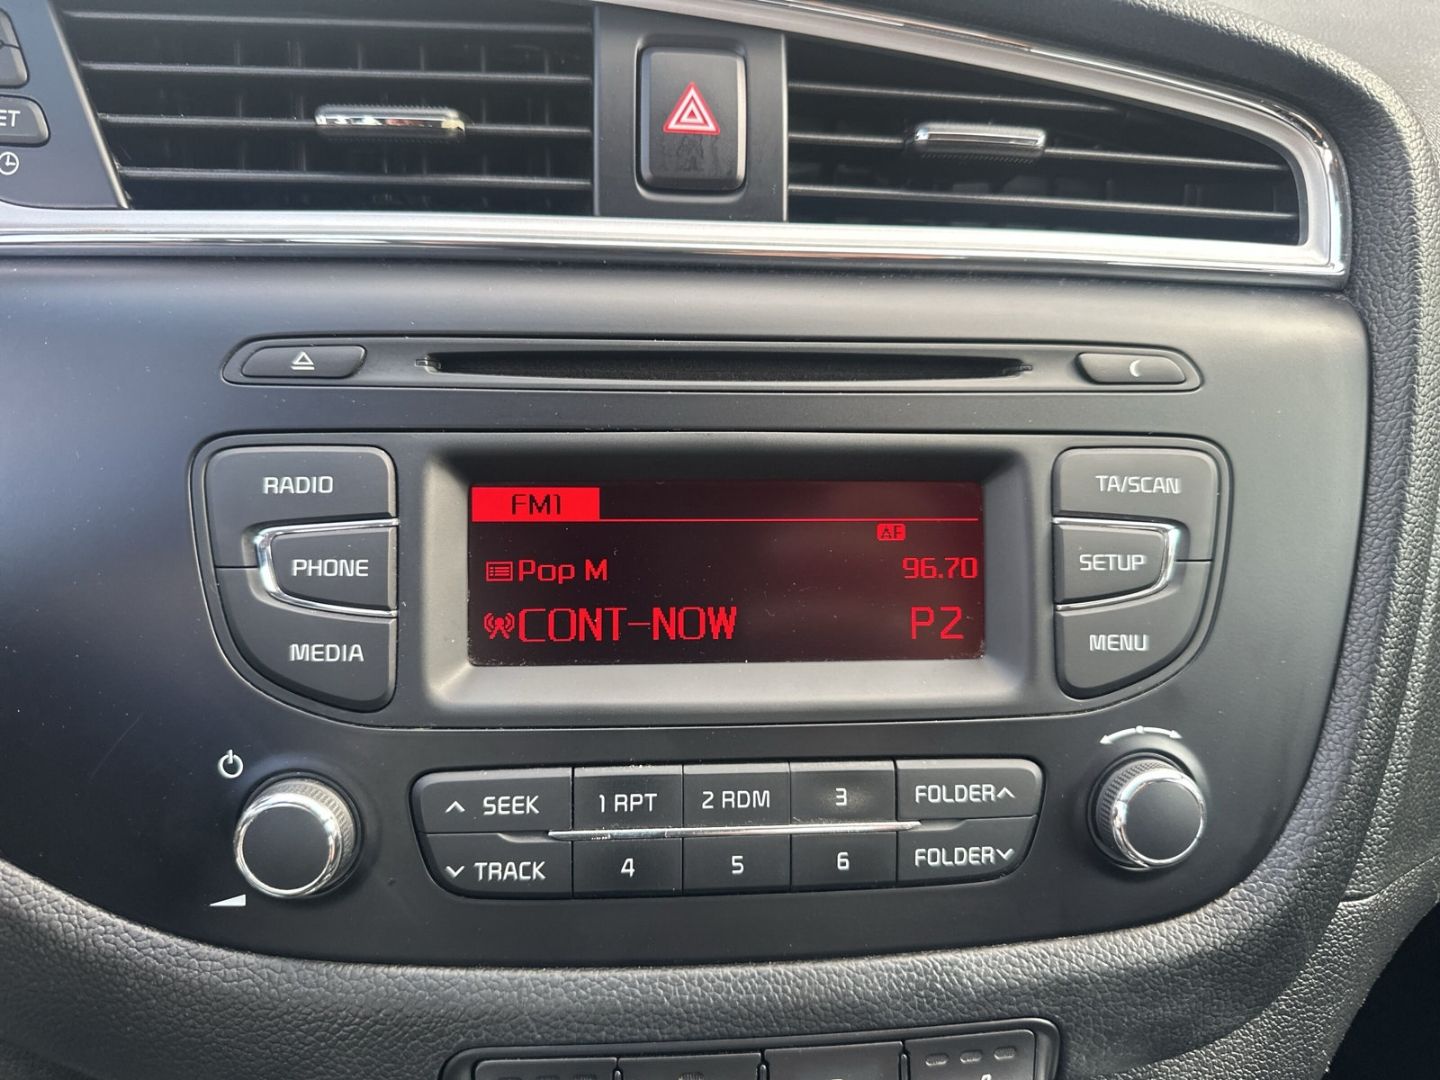 ET
RADIO
PHONE
MEDIA
FM1
AF
Pop M 96.70
CONT-NOW P2
TA/SCAN
SETUP
MENU
SEEK
TRACK
1 RPT
2 RDM
3
4
5
6
FOLDER
FOLDER